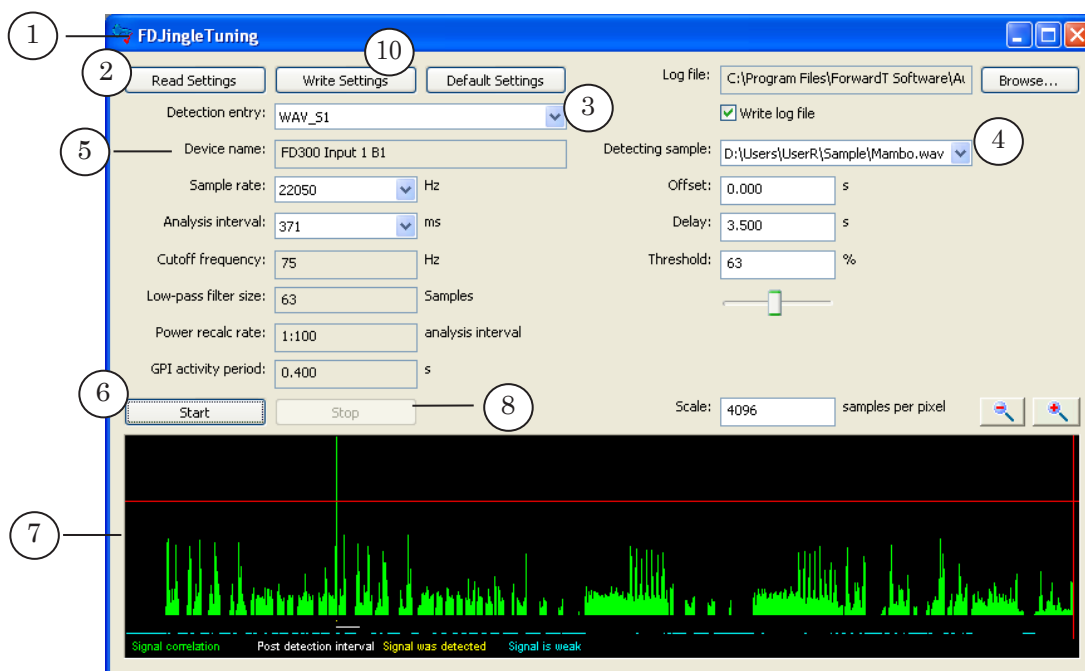 1
FDJingleTuning
2
10
Read Settings
Write Settings
Default Settings
Log file:
C:\Program Files\ForwardT Software\Au
Browse...
Detection entry:
WAV_S1
3
Write log file
5
Device name:
FD300 Input 1 B1
Detecting sample:
D:\Users\UserR\Sample\Mambo.wav
4
Sample rate:
22050
Hz
Offset:
0.000
s
Analysis interval:
371
ms
Delay:
3.500
s
Cutoff frequency:
75
Hz
Threshold:
63
%
Low-pass filter size:
63
Samples
Power recalc rate:
1:100
analysis interval
GPI activity period:
0.400
s
6
Start
Stop
8
Scale:
4096
samples per pixel
7
Signal correlation
Post detection interval
Signal was detected
Signal is weak